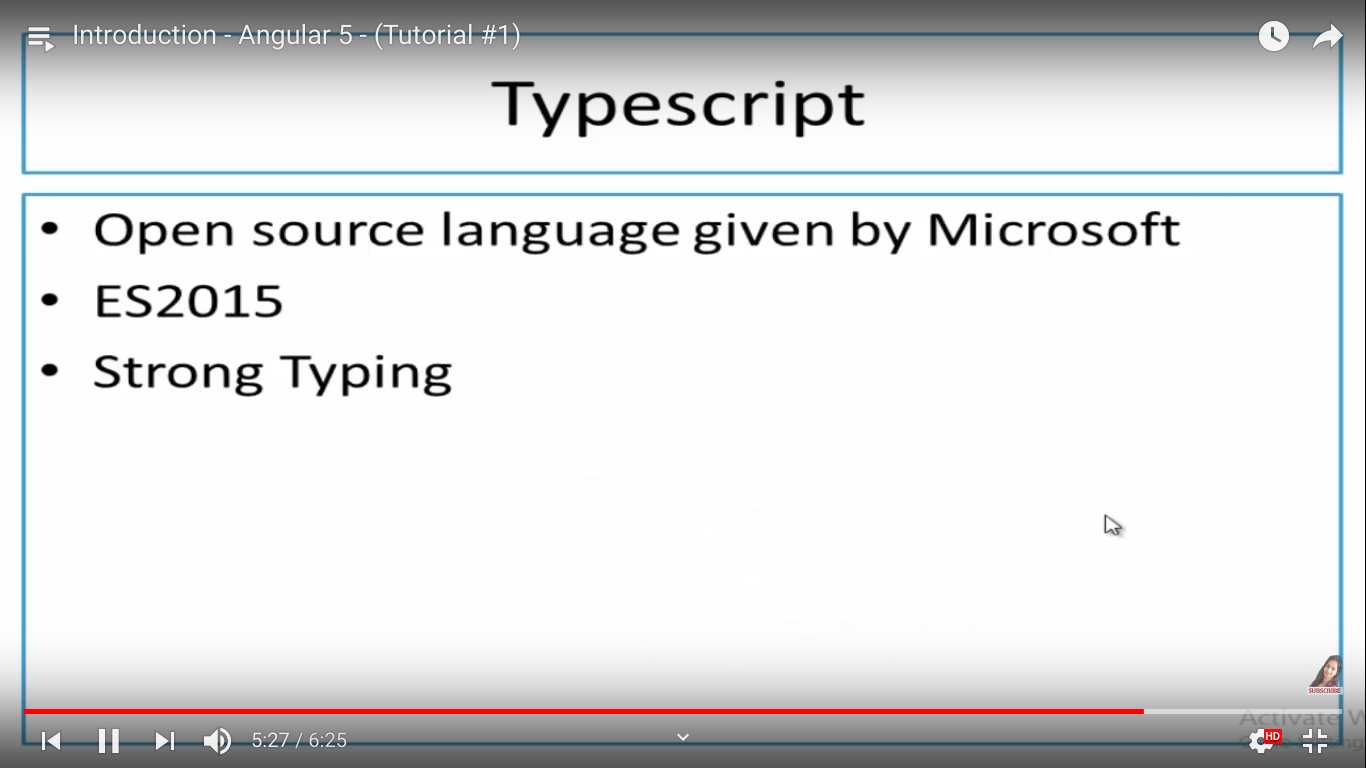 Introduction - Angular 5 - (Tutorial #1)
Typescript
• Open source language given by Microsoft
• ES2015
• Strong Typing
SUBSCRIBE
Activate W
5:27 / 6:25
HD